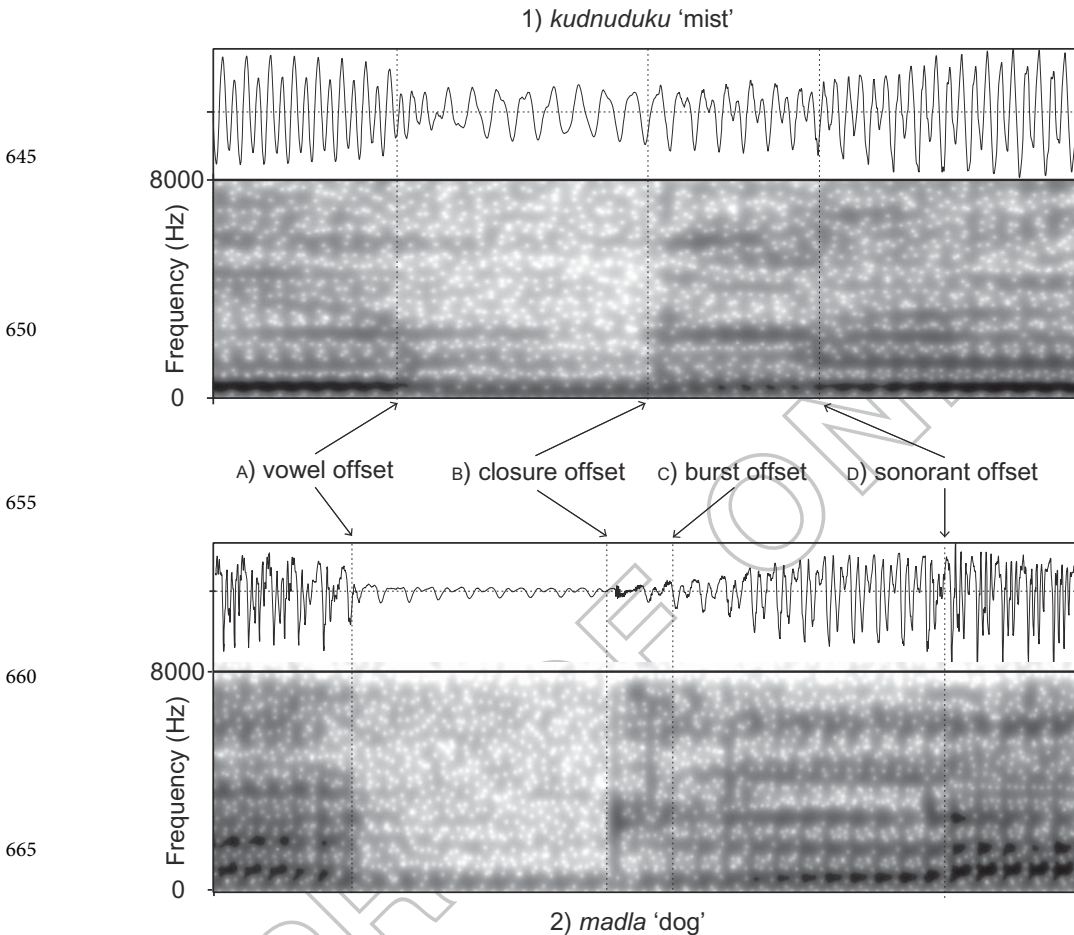 1) kudnuduku ‘mist’
645
8000
Frequency (Hz)
650
0
A) vowel offset B) closure offset C) burst offset D) sonorant offset
655
660
8000
Frequency (Hz)
665
0
2) madla ‘dog’